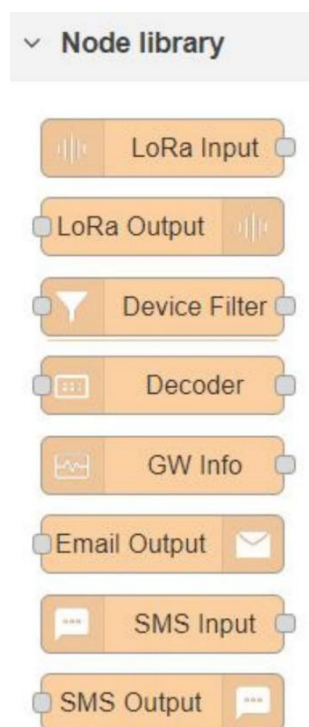 Node library
LoRa Input
LoRa Output
Device Filter
Decoder
GW Info
Email Output
SMS Input
SMS Output